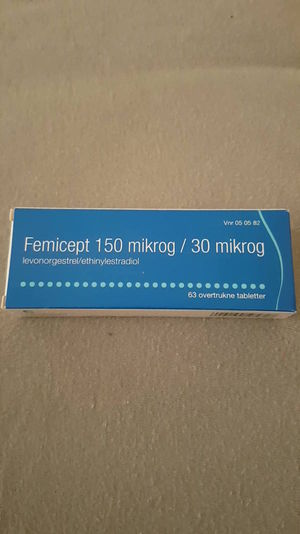 Vnr 05 05 82
Femicept 150 mikrog / 30 mikrog
levonorgestrel/ethinylestradiol
63 overtrukne tabletter